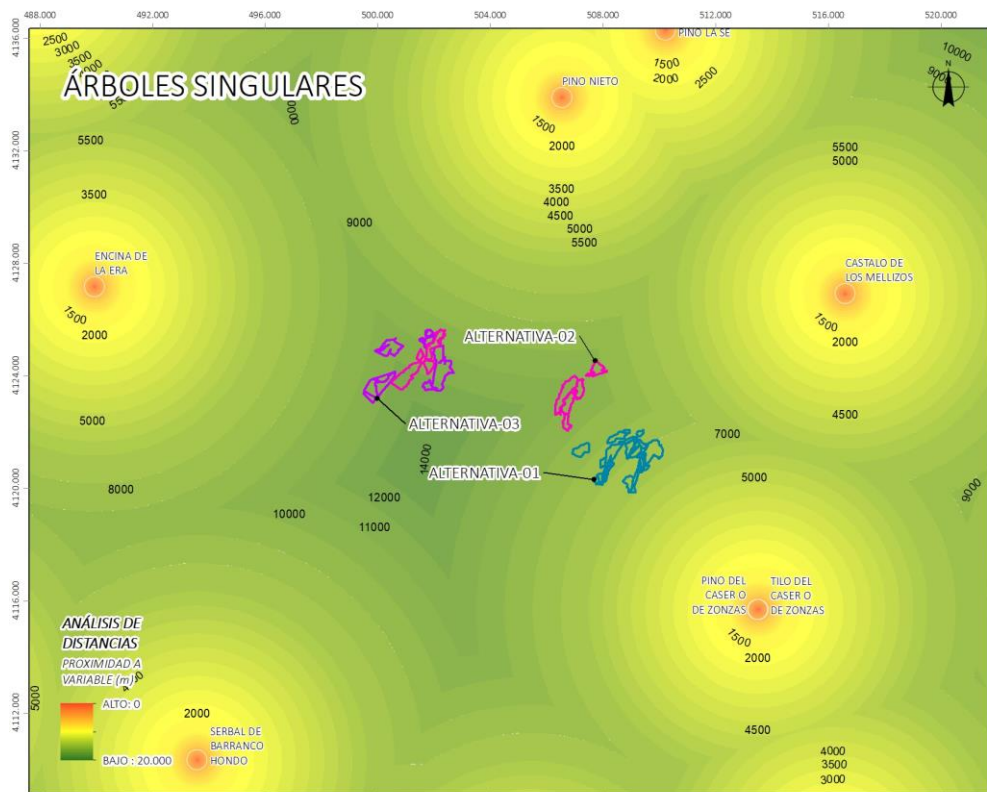 488.000
492.000
496.000
500.000
504.000
508.000
512.000
516.000
520.000
4.136.000
4.132.000
4.128.000
4.124.000
4.120.000
4.116.000
4.112.000
2500
3000
3500
ÁRBOLES SINGULARES
5500
3500
9000
PINO LA SE
1500
2000
2500
10000
N
PINO NIETO
1500
2000
3500
4000
4500
5000
5500
5500
5000
ENCINA DE
LA ERA
1500
2000
5000
8000
CASTALO DE
LOS MELLIZOS
1500
2000
4500
ALTERNATIVA-02
ALTERNATIVA-03
ALTERNATIVA-01
14000
12000
10000
11000
7000
5000
9000
PINO DEL
CASER O
DE ZONZAS
TILO DEL
CASER O
DE ZONZAS
1500
2000
4500
4000
3500
3000
2000
SERBAL DE
BARRANCO
HONDO
5000
ANÁLISIS DE
DISTANCIAS
PROXIMIDAD A
VARIABLE (m)
ALTO: 0
BAJO : 20.000